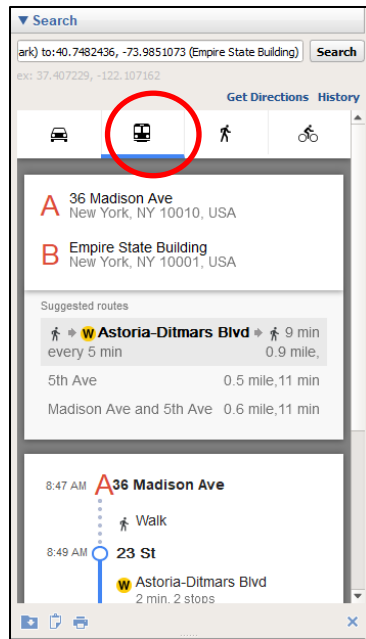 ▼ Search
ark) to:40.7482436, -73.9851073 (Empire State Building) Search
ex: 37.407229, -122.107162
Get Directions History
A 36 Madison Ave
New York, NY 10010, USA
B Empire State Building
New York, NY 10001, USA
Suggested routes
W Astoria-Ditmars Blvd 9 min
every 5 min 0.9 mile,
5th Ave 0.5 mile,11 min
Madison Ave and 5th Ave 0.6 mile,11 min
8:47 AM A 36 Madison Ave
Walk
8:49 AM 23 St
W Astoria-Ditmars Blvd
2 min, 2 stops